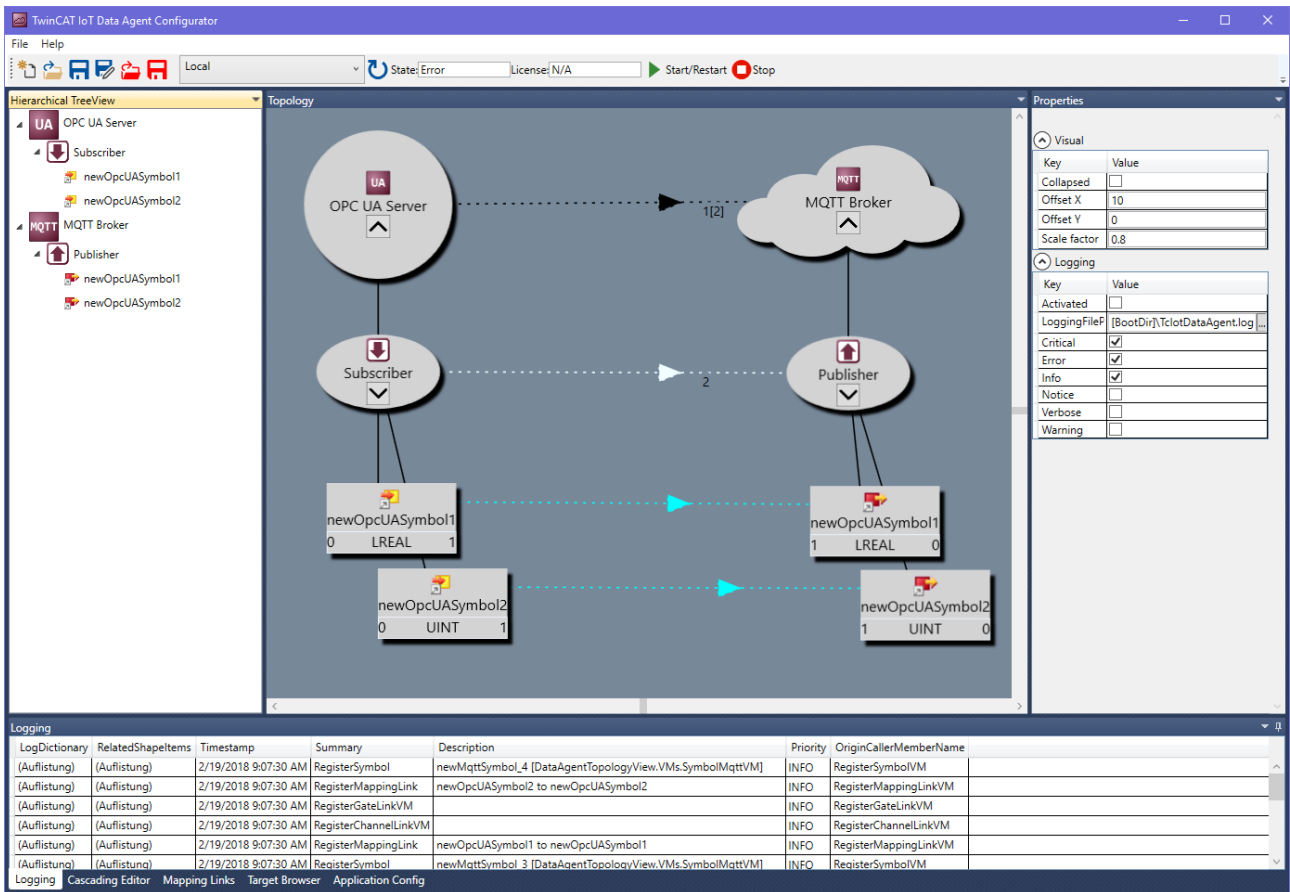 TwinCAT IoT Data Agent Configurator
File Help
Local State: Error License: N/A Start/Restart Stop
Hierarchical TreeView
UA OPC UA Server
Subscriber
newOpcUASymbol1
newOpcUASymbol2
MQTT MQTT Broker
Publisher
newOpcUASymbol1
newOpcUASymbol2
Topology
UA
OPC UA Server
1[2]
MQTT
MQTT Broker
Subscriber
2
Publisher
newOpcUASymbol1
0 LREAL 1
newOpcUASymbol1
1 LREAL 0
newOpcUASymbol2
0 UINT 1
newOpcUASymbol2
1 UINT 0
Properties
Visual
Key Value
Collapsed
Offset X 10
Offset Y 0
Scale factor 0.8
Logging
Key Value
Activated
LoggingFileP [BootDir]\TcIotDataAgent.log ...
Critical
Error
Info
Notice
Verbose
Warning
Logging
LogDictionary RelatedShapeItems Timestamp Summary Description Priority OriginCallerMemberName
(Auflistung) (Auflistung) 2/19/2018 9:07:30 AM RegisterSymbol newMqttSymbol_4 [DataAgentTopologyView.VMs.SymbolMqttVM] INFO RegisterSymbolVM
(Auflistung) (Auflistung) 2/19/2018 9:07:30 AM RegisterMappingLink newOpcUASymbol2 to newOpcUASymbol2 INFO RegisterMappingLinkVM
(Auflistung) (Auflistung) 2/19/2018 9:07:30 AM RegisterGateLinkVM INFO RegisterGateLinkVM
(Auflistung) (Auflistung) 2/19/2018 9:07:30 AM RegisterChannelLinkVM INFO RegisterChannelLinkVM
(Auflistung) (Auflistung) 2/19/2018 9:07:30 AM RegisterMappingLink newOpcUASymbol1 to newOpcUASymbol1 INFO RegisterMappingLinkVM
(Auflistung) (Auflistung) 2/19/2018 9:07:30 AM RegisterSymbol newMqttSymbol_3 [DataAgentTopologyView.VMs.SymbolMqttVM] INFO RegisterSymbolVM
Logging Cascading Editor Mapping Links Target Browser Application Config